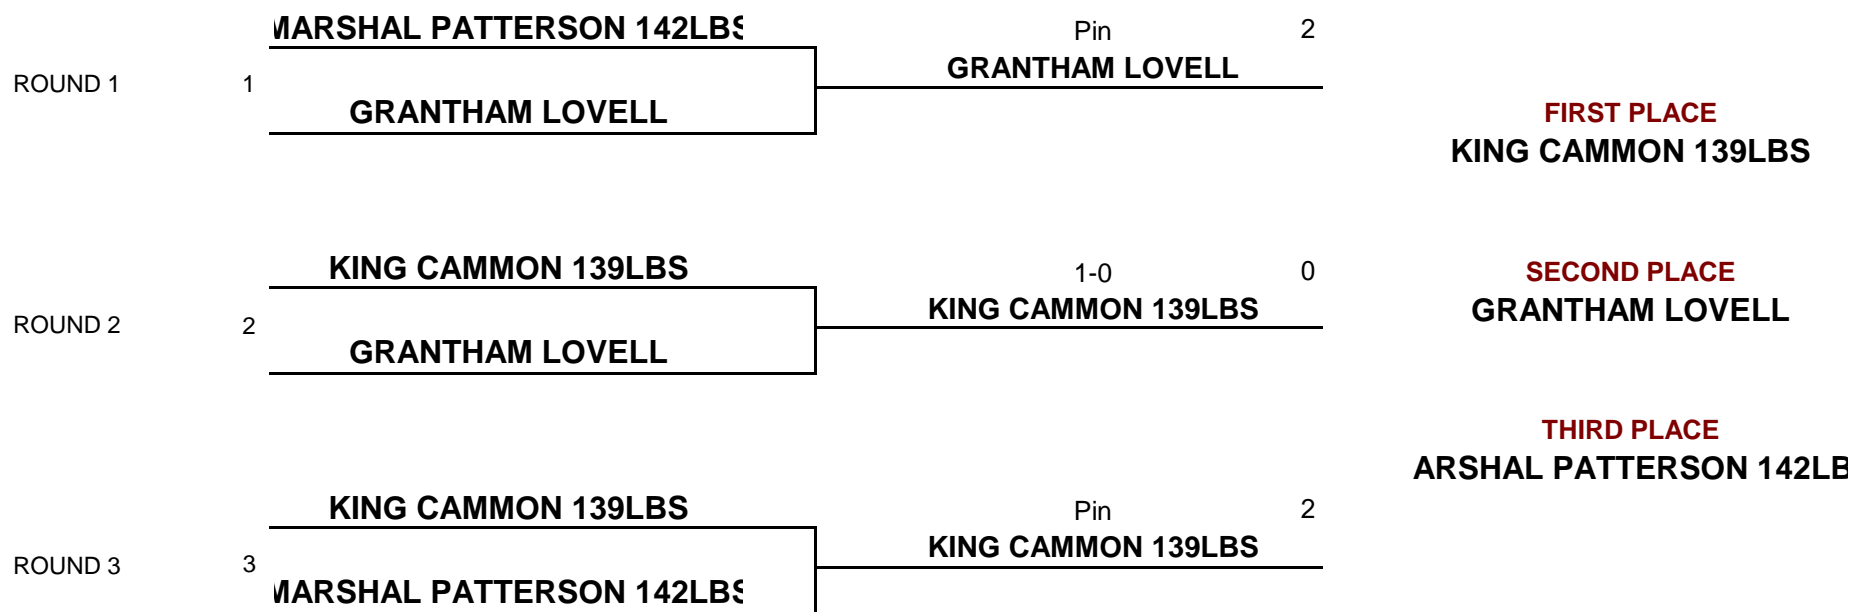 MARSHAL PATTERSON 142LBS
Pin 2
GRANTHAM LOVELL
ROUND 1 1
GRANTHAM LOVELL
FIRST PLACE
KING CAMMON 139LBS
KING CAMMON 139LBS
1-0 0
SECOND PLACE
KING CAMMON 139LBS
GRANTHAM LOVELL
ROUND 2 2
GRANTHAM LOVELL
THIRD PLACE
ARSHAL PATTERSON 142LB
KING CAMMON 139LBS
Pin 2
KING CAMMON 139LBS
ROUND 3 3
MARSHAL PATTERSON 142LBS